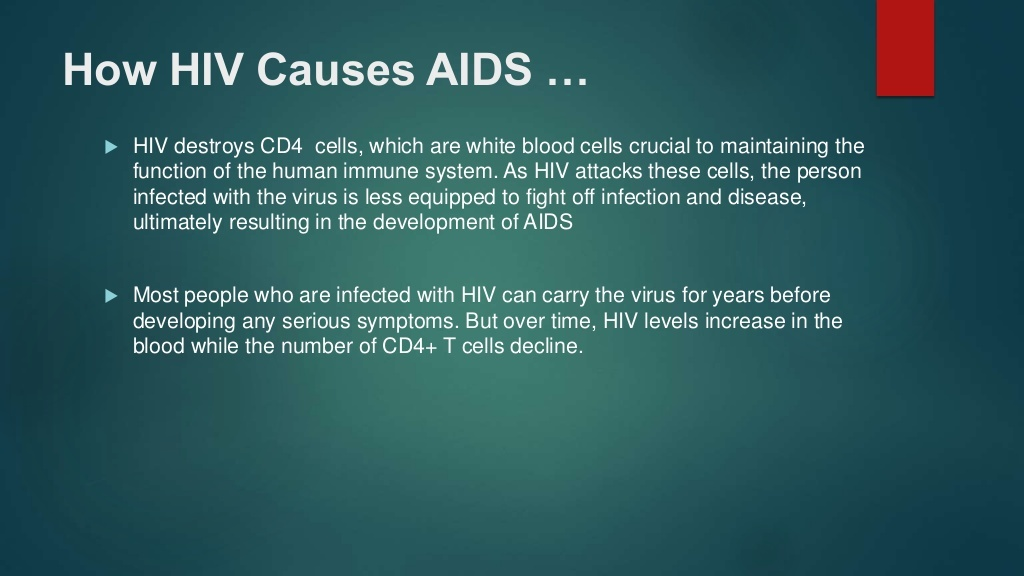 How HIV Causes AIDS …
HIV destroys CD4  cells, which are white blood cells crucial to maintaining the
function of the human immune system. As HIV attacks these cells, the person
infected with the virus is less equipped to fight off infection and disease,
ultimately resulting in the development of AIDS
Most people who are infected with HIV can carry the virus for years before
developing any serious symptoms. But over time, HIV levels increase in the
blood while the number of CD4+ T cells decline.